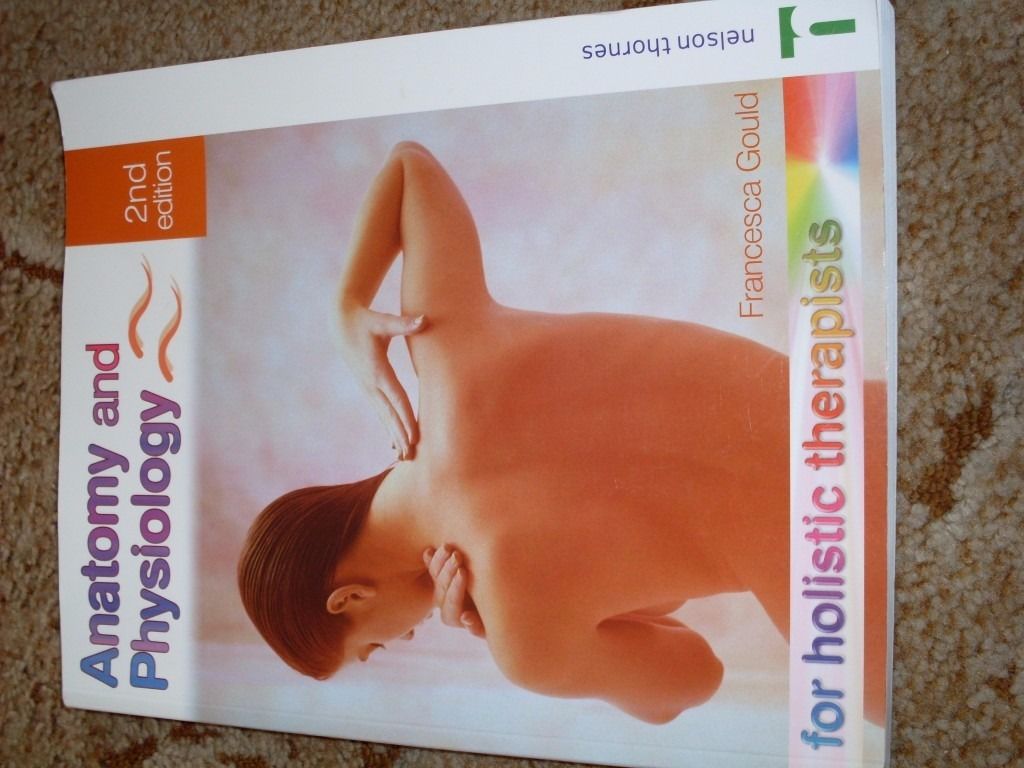 Anatomy and
Physiology
2nd
edition
Francesca Gould
for holistic therapists
nelson thornes